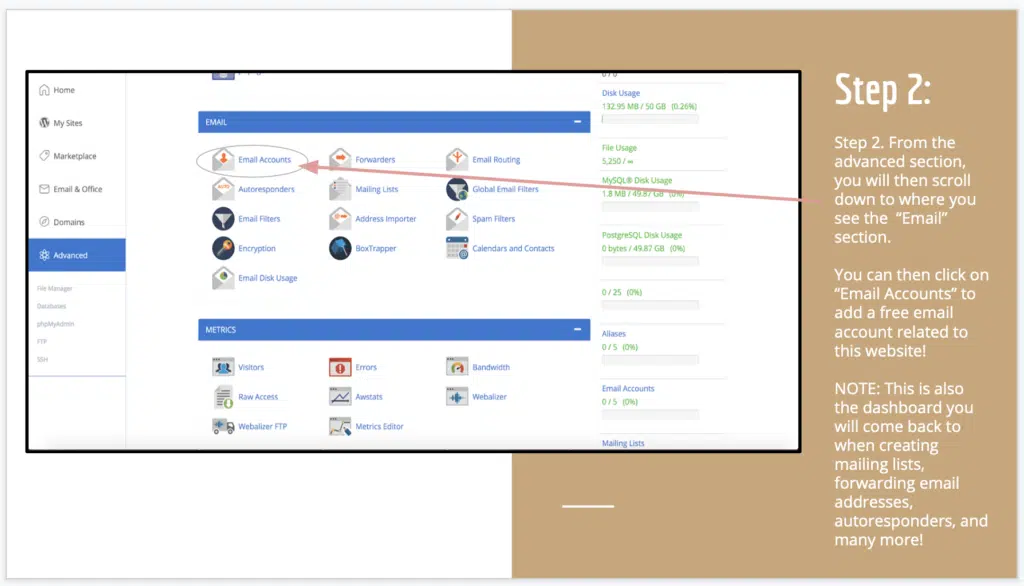 Home
My Sites
Marketplace
Email & Office
Domains
Advanced
File Manager
Databases
phpMyAdmin
FTP
SSH
EMAIL
Email Accounts
Forwarders
Email Routing
Autoresponders
Mailing Lists
Global Email Filters
Email Filters
Address Importer
Spam Filters
Encryption
BoxTrapper
Calendars and Contacts
Email Disk Usage
METRICS
Visitors
Errors
Bandwidth
Raw Access
Awstats
Webalizer
Webalizer FTP
Metrics Editor
Disk Usage
132.95 MB / 50 GB (0.26%)
File Usage
5,250 / ∞
MySQL® Disk Usage
1.8 MB / 49.87 GB (0%)
PostgreSQL Disk Usage
0 bytes / 49.87 GB (0%)
0 / 25 (0%)
Aliases
0 / 5 (0%)
Email Accounts
0 / 5 (0%)
Mailing Lists
Step 2:
Step 2. From the
advanced section,
you will then scroll
down to where you
see the “Email”
section.
You can then click on
“Email Accounts” to
add a free email
account related to
this website!
NOTE: This is also
the dashboard you
will come back to
when creating
mailing lists,
forwarding email
addresses,
autoresponders, and
many more!